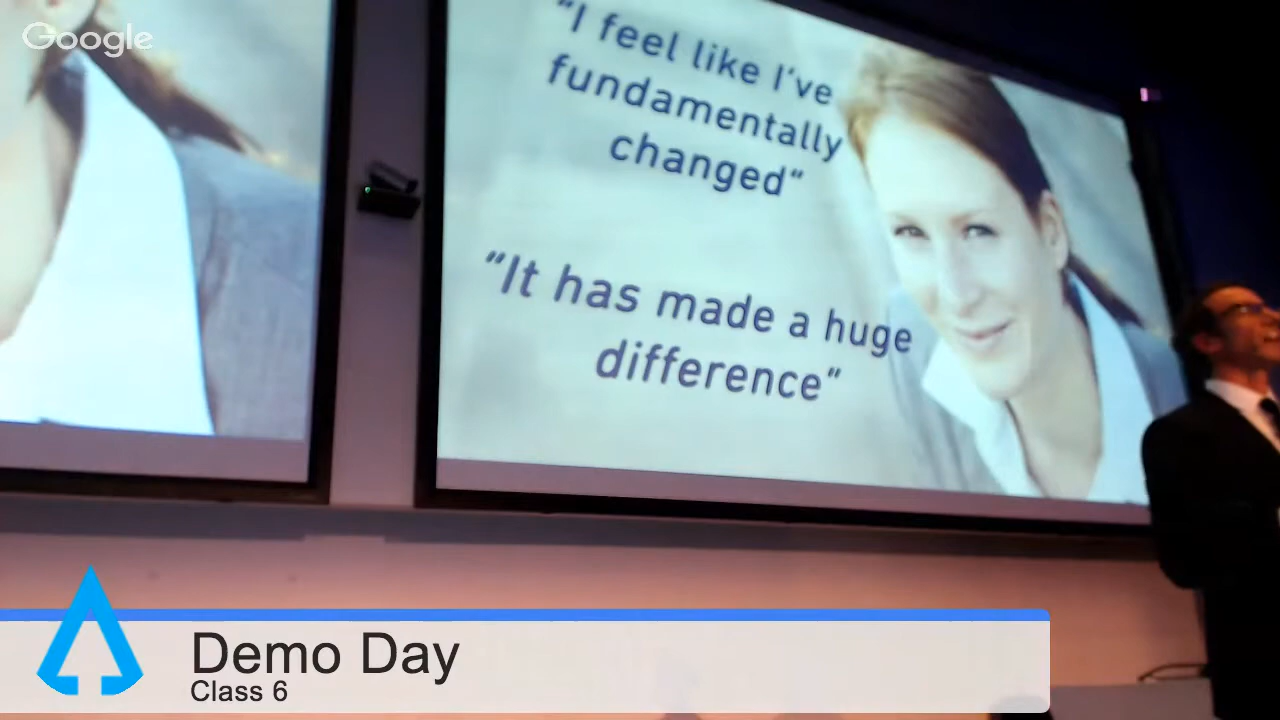 Google
“I feel like I've
fundamentally
changed”
“It has made a huge
difference”
Demo Day
Class 6